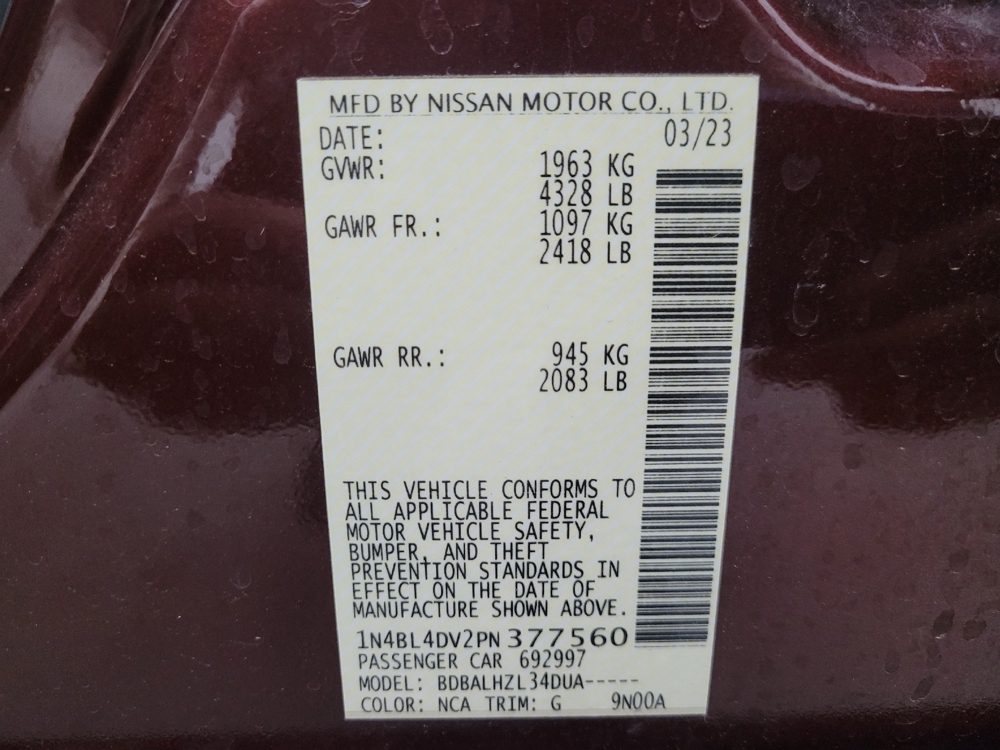 MFD BY NISSAN MOTOR CO., LTD.
DATE: 03/23
GVWR: 1963 KG
4328 LB
GAWR FR.: 1097 KG
2418 LB
GAWR RR.: 945 KG
2083 LB
THIS VEHICLE CONFORMS TO
ALL APPLICABLE FEDERAL
MOTOR VEHICLE SAFETY,
BUMPER, AND THEFT
PREVENTION STANDARDS IN
EFFECT ON THE DATE OF
MANUFACTURE SHOWN ABOVE.
1N4BL4DV2PN377560
PASSENGER CAR 692997
MODEL: BDBALHZL34DUA-----
COLOR: NCA TRIM: G 9N00A